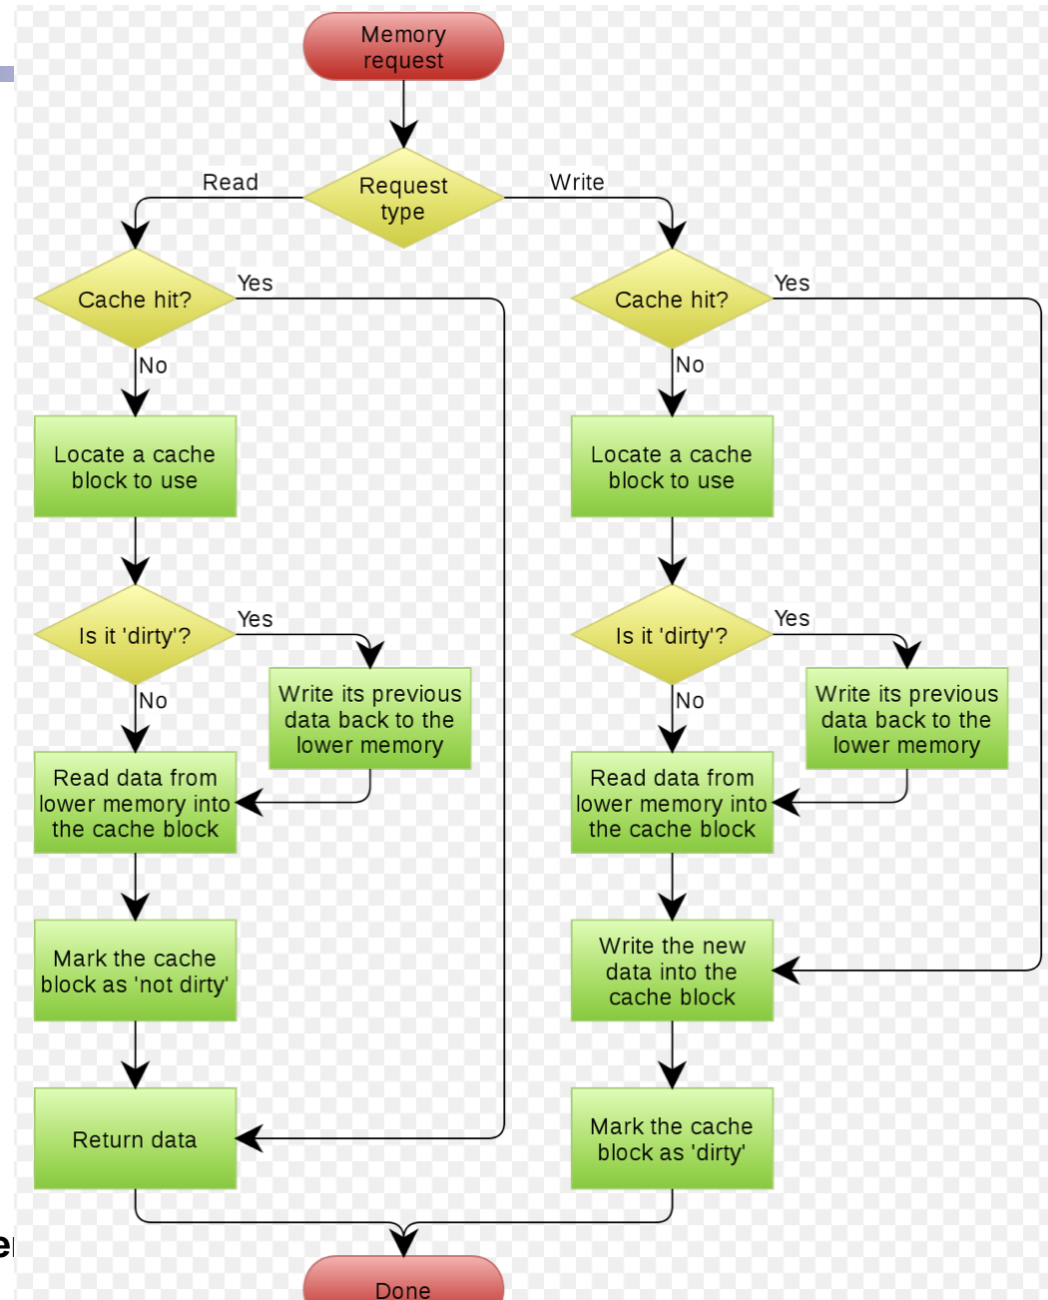 Memory
request
Request
type
Read
Write
Cache hit?
Yes
No
Locate a cache
block to use
Is it 'dirty'?
Yes
No
Write its previous
data back to the
lower memory
Read data from
lower memory into
the cache block
Mark the cache
block as 'not dirty'
Return data
Cache hit?
Yes
No
Locate a cache
block to use
Is it 'dirty'?
Yes
No
Write its previous
data back to the
lower memory
Read data from
lower memory into
the cache block
Write the new
data into the
cache block
Mark the cache
block as 'dirty'
Done